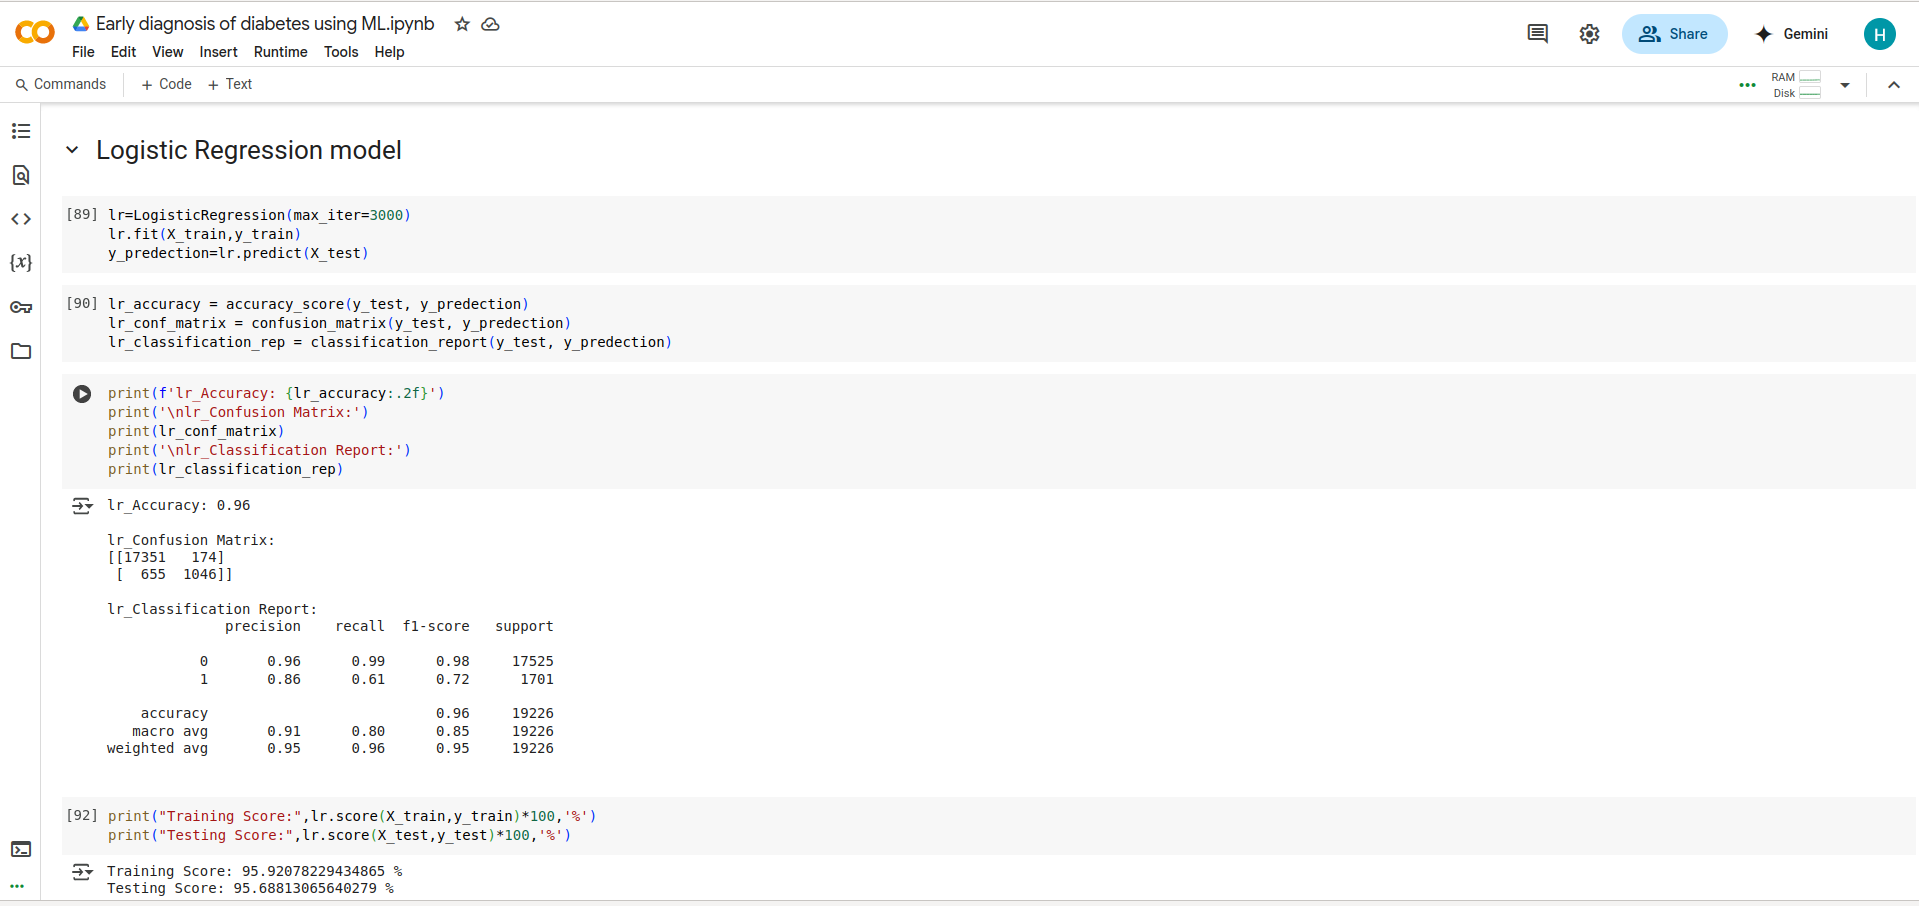 Early diagnosis of diabetes using ML.ipynb
File Edit View Insert Runtime Tools Help
Share
Gemini
H
Commands + Code + Text
RAM
Disk
Logistic Regression model
[89] lr=LogisticRegression(max_iter=3000)
lr.fit(X_train,y_train)
y_predection=lr.predict(X_test)
[90] lr_accuracy = accuracy_score(y_test, y_predection)
lr_conf_matrix = confusion_matrix(y_test, y_predection)
lr_classification_rep = classification_report(y_test, y_predection)
print(f'lr_Accuracy: {lr_accuracy:.2f}')
print('\nlr_Confusion Matrix:')
print(lr_conf_matrix)
print('\nlr_Classification Report:')
print(lr_classification_rep)
lr_Accuracy: 0.96
lr_Confusion Matrix:
[[17351   174]
 [  655  1046]]
lr_Classification Report:
              precision    recall  f1-score   support
           0       0.96      0.99      0.98     17525
           1       0.86      0.61      0.72      1701
    accuracy                           0.96     19226
   macro avg       0.91      0.80      0.85     19226
weighted avg       0.95      0.96      0.95     19226
[92] print("Training Score:",lr.score(X_train,y_train)*100,'%')
print("Testing Score:",lr.score(X_test,y_test)*100,'%')
Training Score: 95.92078229434865 %
Testing Score: 95.68813065640279 %